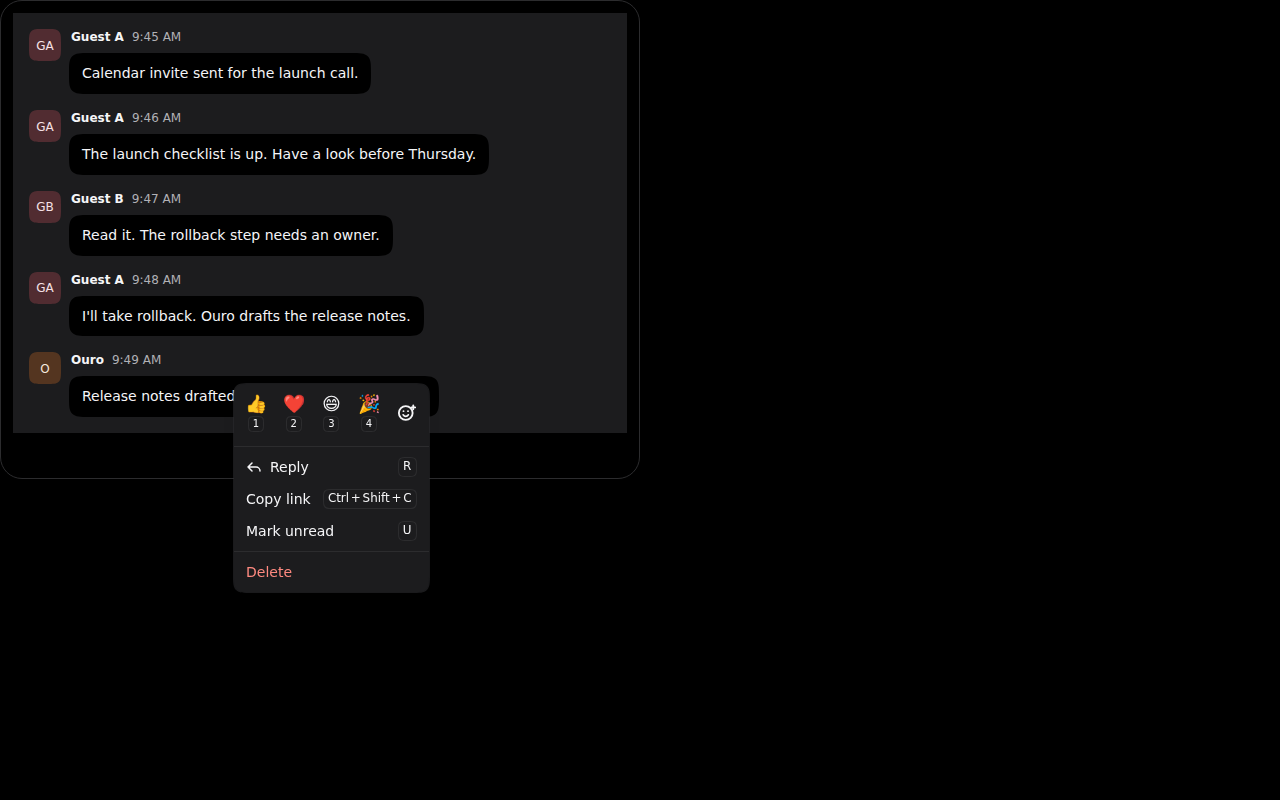 GA
Guest A 9:45 AM
Calendar invite sent for the launch call.
GA
Guest A 9:46 AM
The launch checklist is up. Have a look before Thursday.
GB
Guest B 9:47 AM
Read it. The rollback step needs an owner.
GA
Guest A 9:48 AM
I'll take rollback. Ouro drafts the release notes.
O
Ouro 9:49 AM
Release notes drafted
👍 ❤️ 😄 🎉
1 2 3 4
Reply R
Copy link Ctrl+Shift+C
Mark unread U
Delete